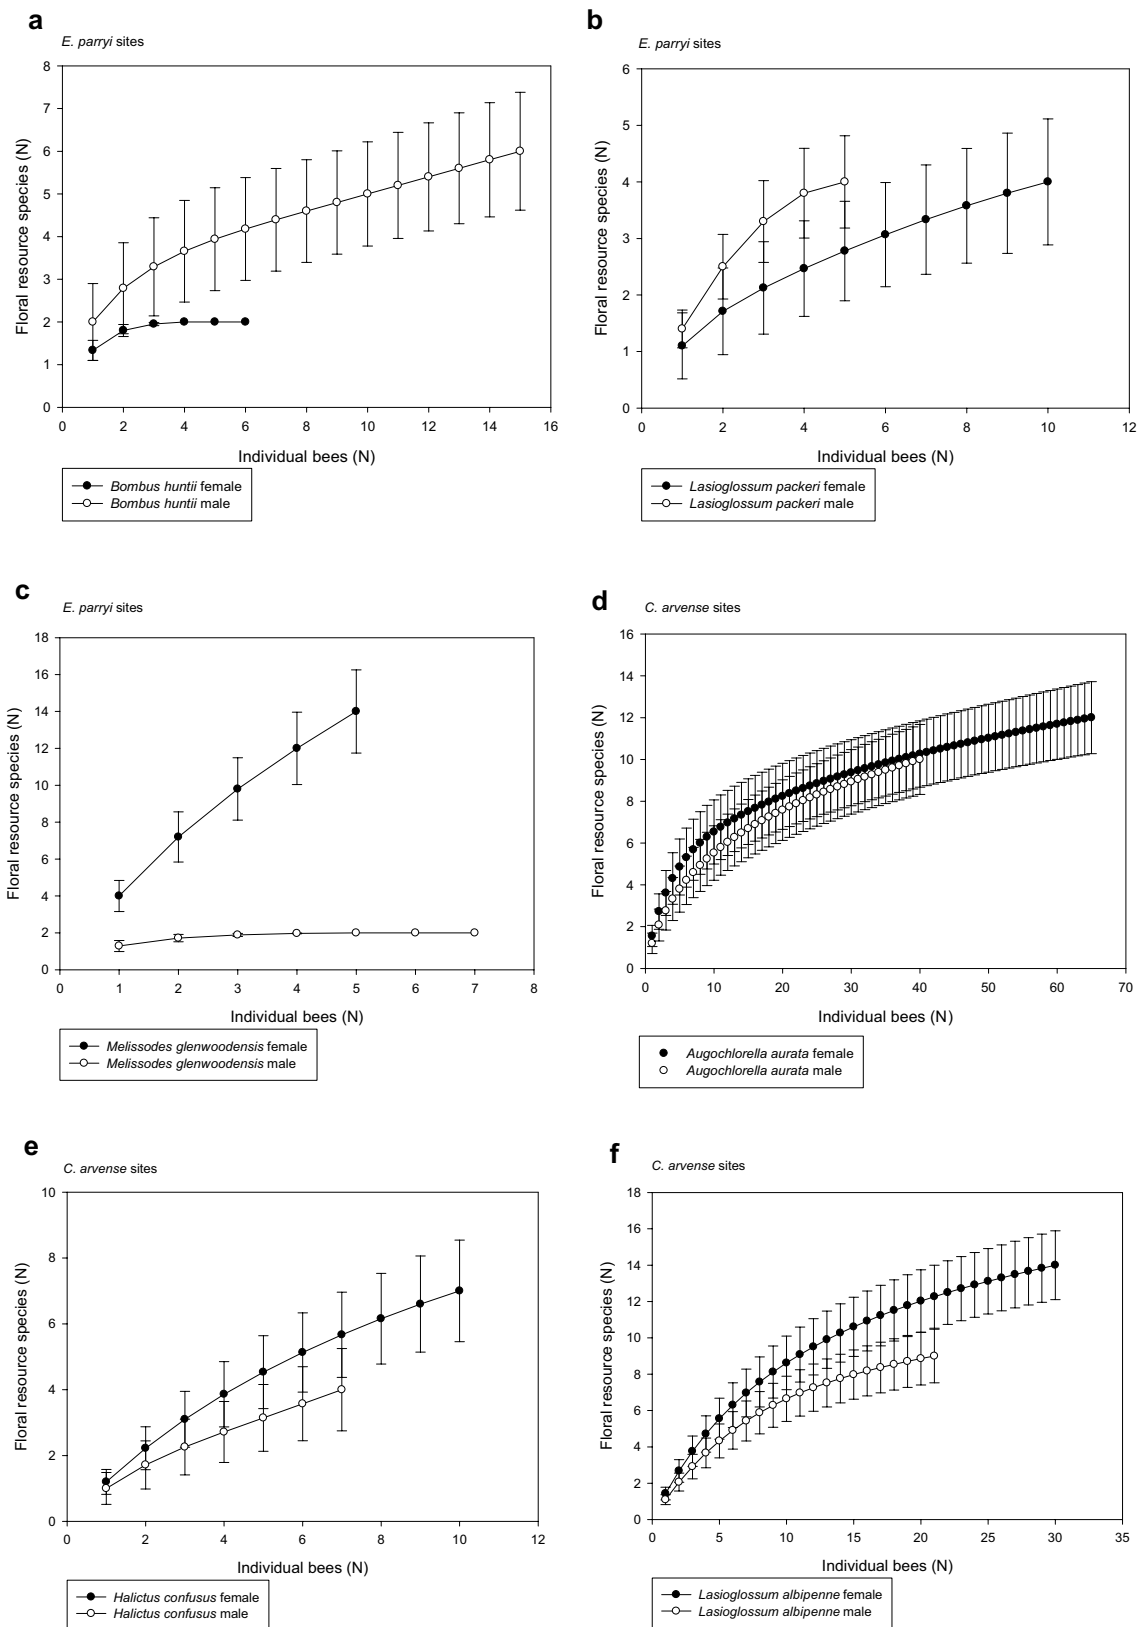 a
E. parryi sites
8
7
6
5
4
3
2
1
0
Floral resource species (N)
0 2 4 6 8 10 12 14 16
Individual bees (N)
Bombus huntii female
Bombus huntii male
b
E. parryi sites
6
5
4
3
2
1
0
Floral resource species (N)
0 2 4 6 8 10 12
Individual bees (N)
Lasioglossum packeri female
Lasioglossum packeri male
c
E. parryi sites
18
16
14
12
10
8
6
4
2
0
Floral resource species (N)
0 1 2 3 4 5 6 7 8
Individual bees (N)
Melissodes glenwoodensis female
Melissodes glenwoodensis male
d
C. arvense sites
16
14
12
10
8
6
4
2
0
Floral resource species (N)
0 10 20 30 40 50 60 70
Individual bees (N)
Augochlorella aurata female
Augochlorella aurata male
e
C. arvense sites
10
8
6
4
2
0
Floral resource species (N)
0 2 4 6 8 10 12
Individual bees (N)
Halictus confusus female
Halictus confusus male
f
C. arvense sites
18
16
14
12
10
8
6
4
2
0
Floral resource species (N)
0 5 10 15 20 25 30 35
Individual bees (N)
Lasioglossum albipenne female
Lasioglossum albipenne male